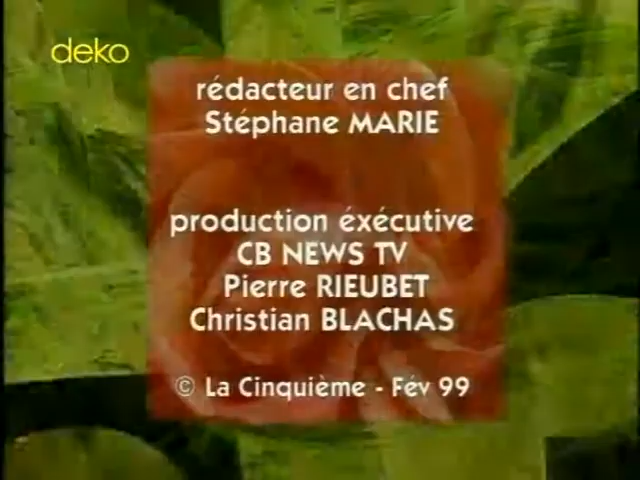 deko
rédacteur en chef
Stéphane MARIE
production éxécutive
CB NEWS TV
Pierre RIEUBET
Christian BLACHAS
© La Cinquième - Fév 99